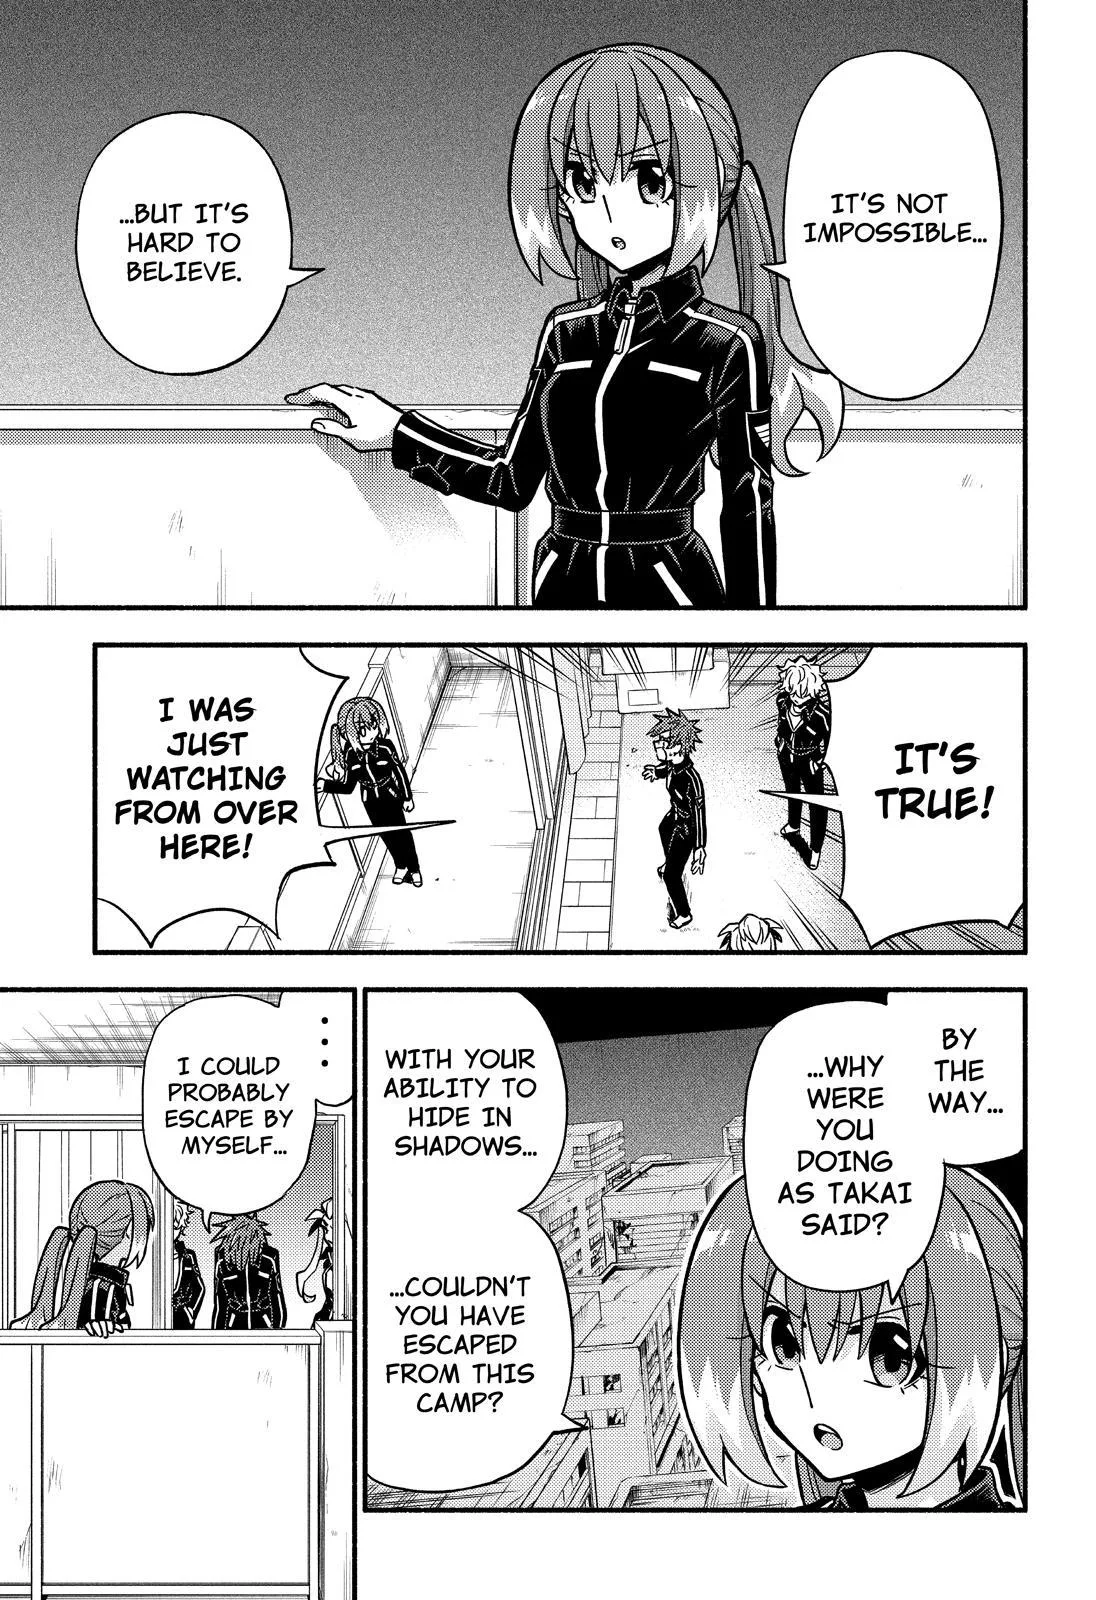 IT'S NOT
IMPOSSIBLE...
...BUT IT'S
HARD TO
BELIEVE.
IT'S
TRUE!
I WAS
JUST
WATCHING
FROM OVER
HERE!
BY
THE
WAY...
...WHY
WERE
YOU
DOING
AS TAKAI
SAID?
WITH YOUR
ABILITY TO
HIDE IN
SHADOWS...
...COULDN'T
YOU HAVE
ESCAPED
FROM THIS
CAMP?
...
I COULD
PROBABLY
ESCAPE BY
MYSELF...